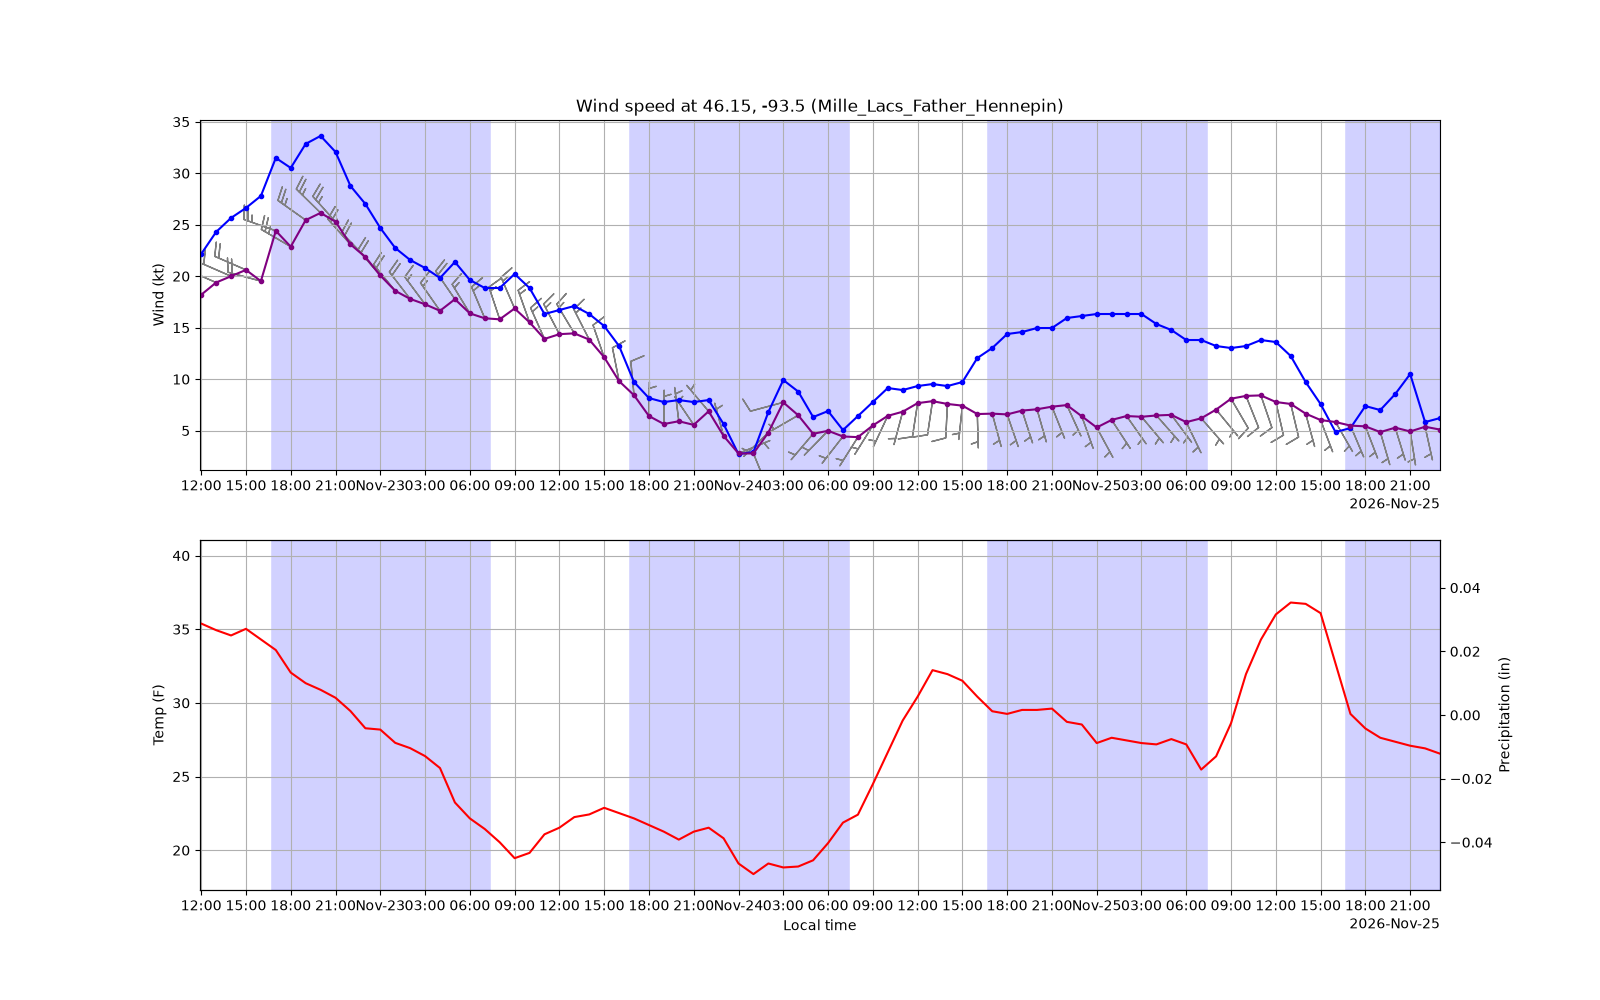 Wind speed at 46.15, -93.5 (Mille_Lacs_Father_Hennepin)
35
30
25
20
15
10
5
Wind (kt)
12:00 15:00 18:00 21:00 Nov-23 03:00 06:00 09:00 12:00 15:00 18:00 21:00 Nov-24 03:00 06:00 09:00 12:00 15:00 18:00 21:00 Nov-25 03:00 06:00 09:00 12:00 15:00 18:00 21:00
2026-Nov-25
40
35
30
25
20
Temp (F)
0.04
0.02
0.00
−0.02
−0.04
Precipitation (in)
12:00 15:00 18:00 21:00 Nov-23 03:00 06:00 09:00 12:00 15:00 18:00 21:00 Nov-24 03:00 06:00 09:00 12:00 15:00 18:00 21:00 Nov-25 03:00 06:00 09:00 12:00 15:00 18:00 21:00
2026-Nov-25
Local time